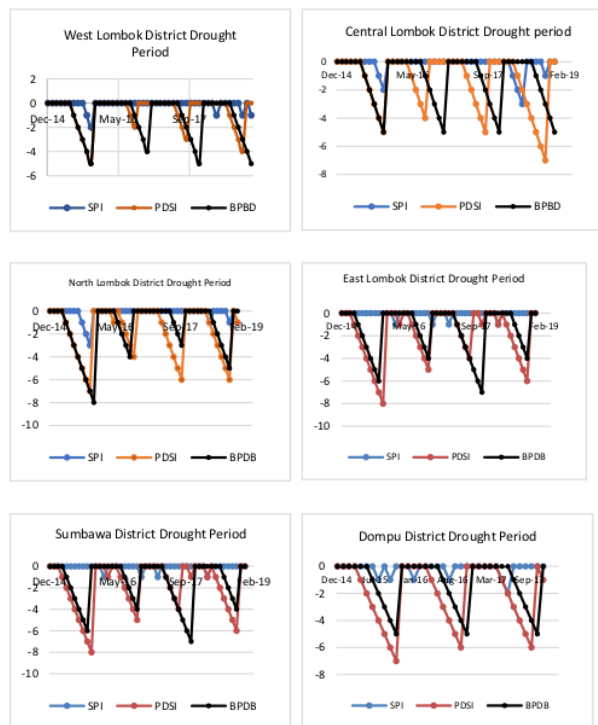 West Lombok District Drought
Period
2
0
Dec-14
Sep-17
-2
-4
-6
SPI PDSI BPBD
Central Lombok District Drought period
0
Dec-14 May-16 Sep-17 Feb-19
-2
-4
-6
-8
SPI PDSI BPBD
North Lombok District Drought Period
0
Dec-14 May-16 Sep-17 Feb-19
-2
-4
-6
-8
-10
SPI PDSI BPDB
East Lombok District Drought Period
0
Dec-14 May-16 Sep-17 Feb-19
-2
-4
-6
-8
-10
SPI PDSI BPDB
Sumbawa District Drought Period
0
Dec-14 May-16 Sep-17 Feb-19
-2
-4
-6
-8
-10
SPI PDSI BPDB
Dompu District Drought Period
0
Dec-14 Jul-15 Jan-16 Aug-16 Mar-17
-2
-4
-6
-8
SPI PDSI BPDB